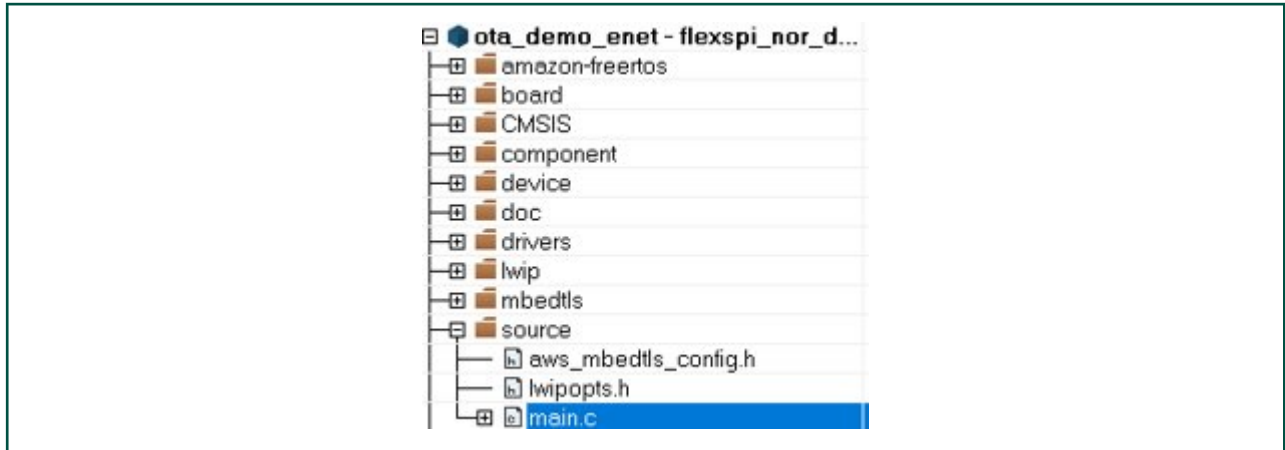 ota_demo_enet - flexspi_nor_d...
amazon-freertos
board
CMSIS
component
device
doc
drivers
lwip
mbedtls
source
aws_mbedtls_config.h
lwipopts.h
main.c